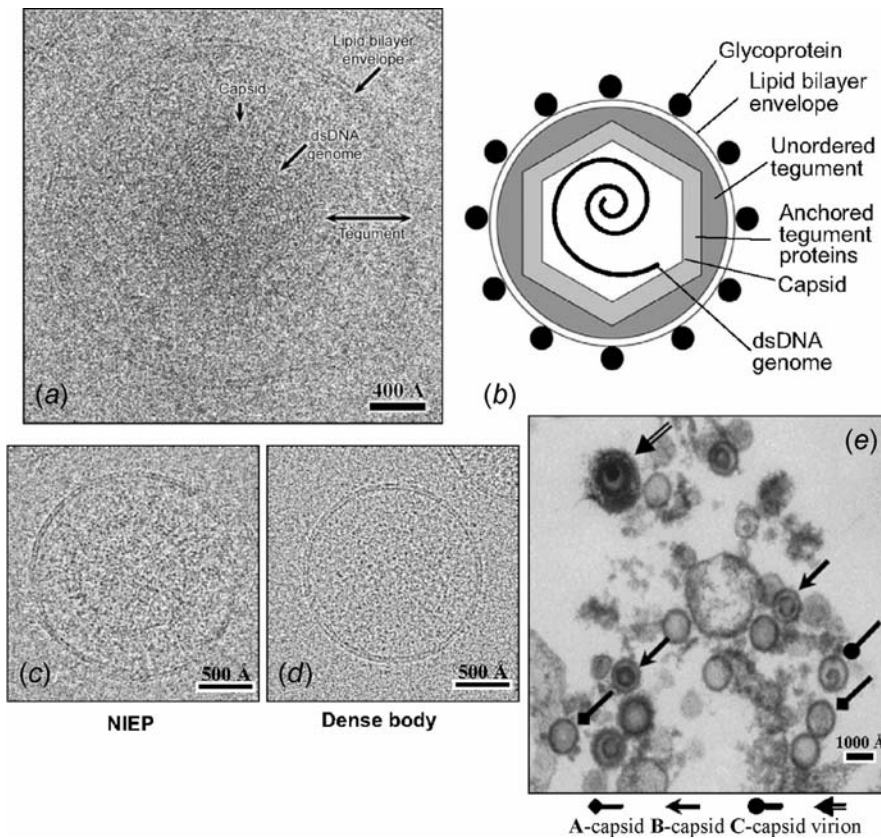 Lipid bilayer
envelope
Capsid
dsDNA
genome
Tegument
(a)
400 Å
Glycoprotein
Lipid bilayer
envelope
Unordered
tegument
Anchored
tegument
proteins
Capsid
dsDNA
genome
(b)
(c)
500 Å
NIEP
(d)
500 Å
Dense body
(e)
1000 Å
A-capsid B-capsid C-capsid virion